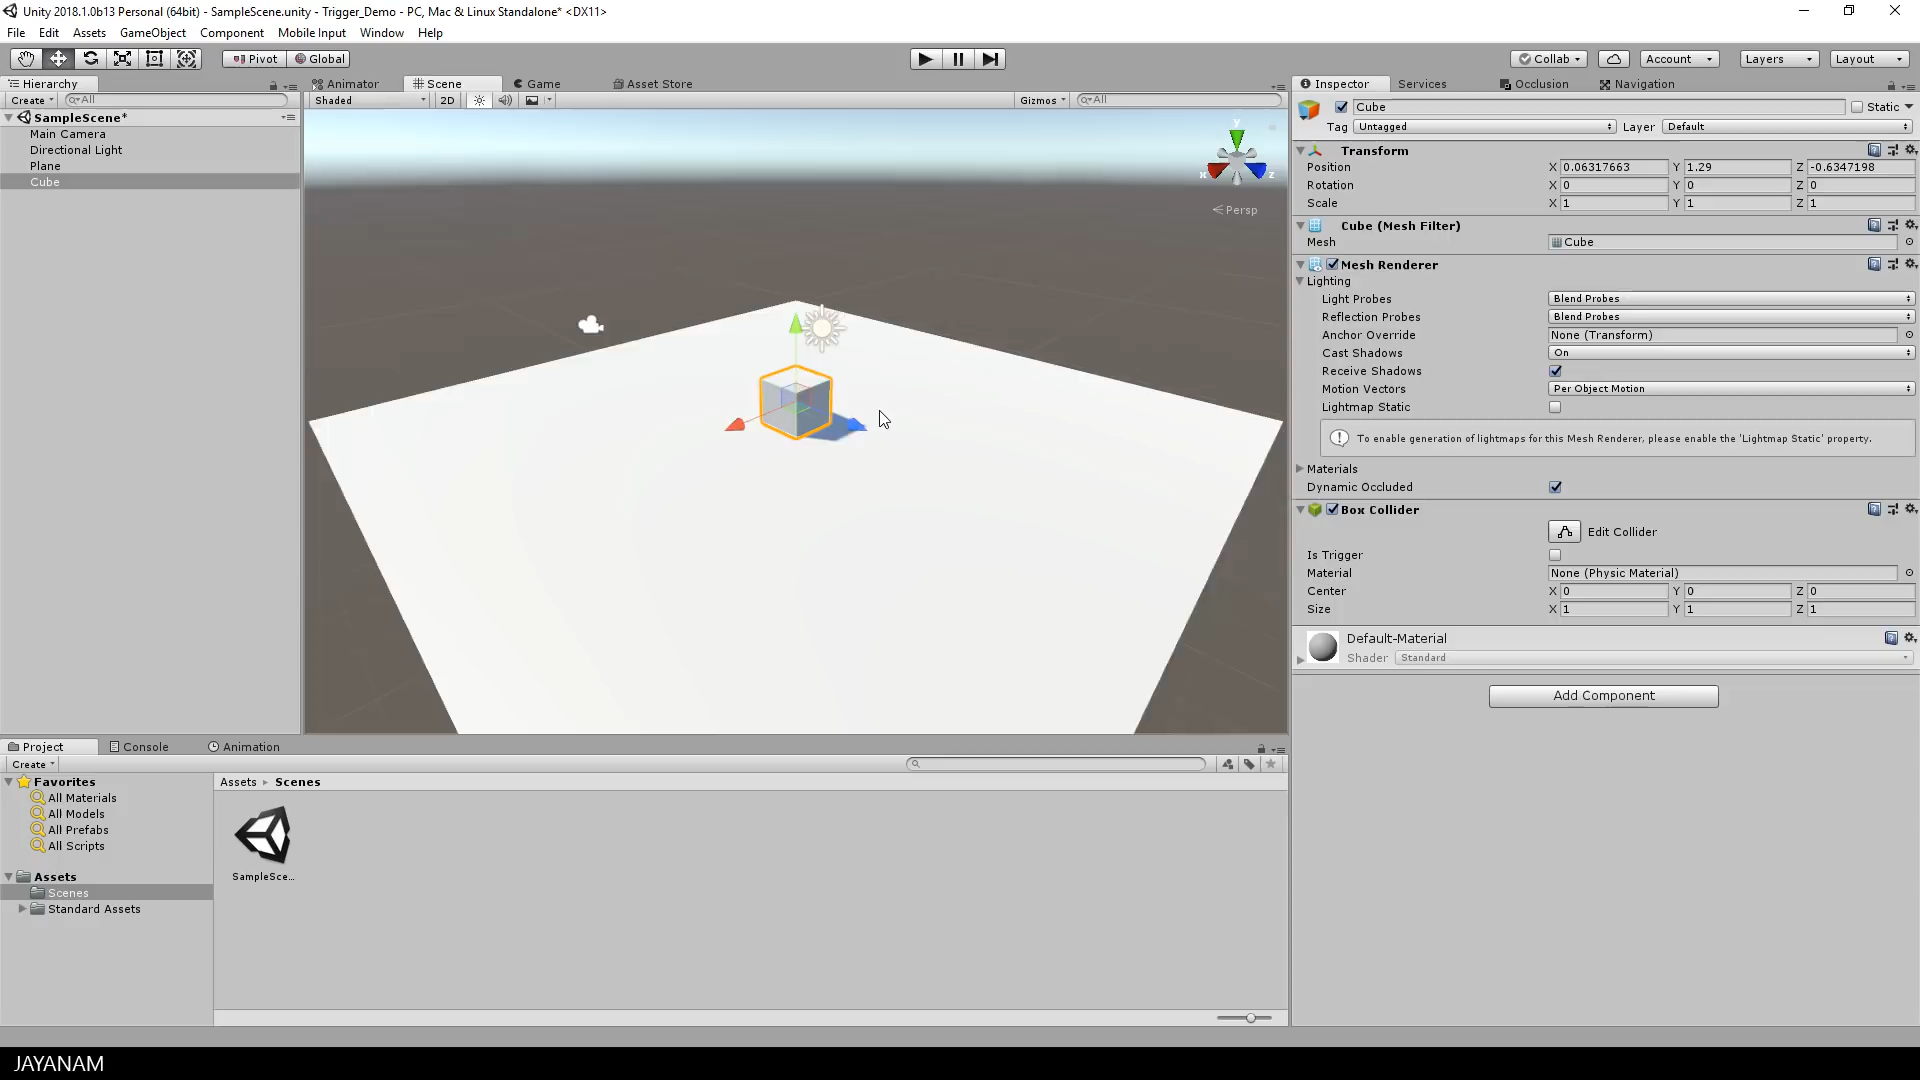 Unity 2018.1.0b13 Personal (64bit) - SampleScene.unity - Trigger_Demo - PC, Mac & Linux Standalone* <DX11>
File Edit Assets GameObject Component Mobile Input Window Help
Pivot Global Collab Account Layers Layout
Hierarchy Animator Scene Game Asset Store Inspector Services Occlusion Navigation
Create All Shaded 2D Gizmos All Cube Static
SampleScene* y Tag Untagged Layer Default
Main Camera Transform
Directional Light Position X 0.06317663 Y 1.29 Z -0.6347198
Plane x z Rotation X 0 Y 0 Z 0
Cube Scale X 1 Y 1 Z 1
Persp Cube (Mesh Filter)
Mesh Cube
Mesh Renderer
Lighting
Light Probes Blend Probes
Reflection Probes Blend Probes
Anchor Override None (Transform)
Cast Shadows On
Receive Shadows
Motion Vectors Per Object Motion
Lightmap Static
To enable generation of lightmaps for this Mesh Renderer, please enable the 'Lightmap Static' property.
Materials
Dynamic Occluded
Box Collider
Edit Collider
Is Trigger
Material None (Physic Material)
Center X 0 Y 0 Z 0
Size X 1 Y 1 Z 1
Default-Material
Shader Standard
Add Component
Project Console Animation
Create
Favorites Assets Scenes
All Materials
All Models
All Prefabs
All Scripts
Assets SampleSce...
Scenes
Standard Assets
JAYANAM